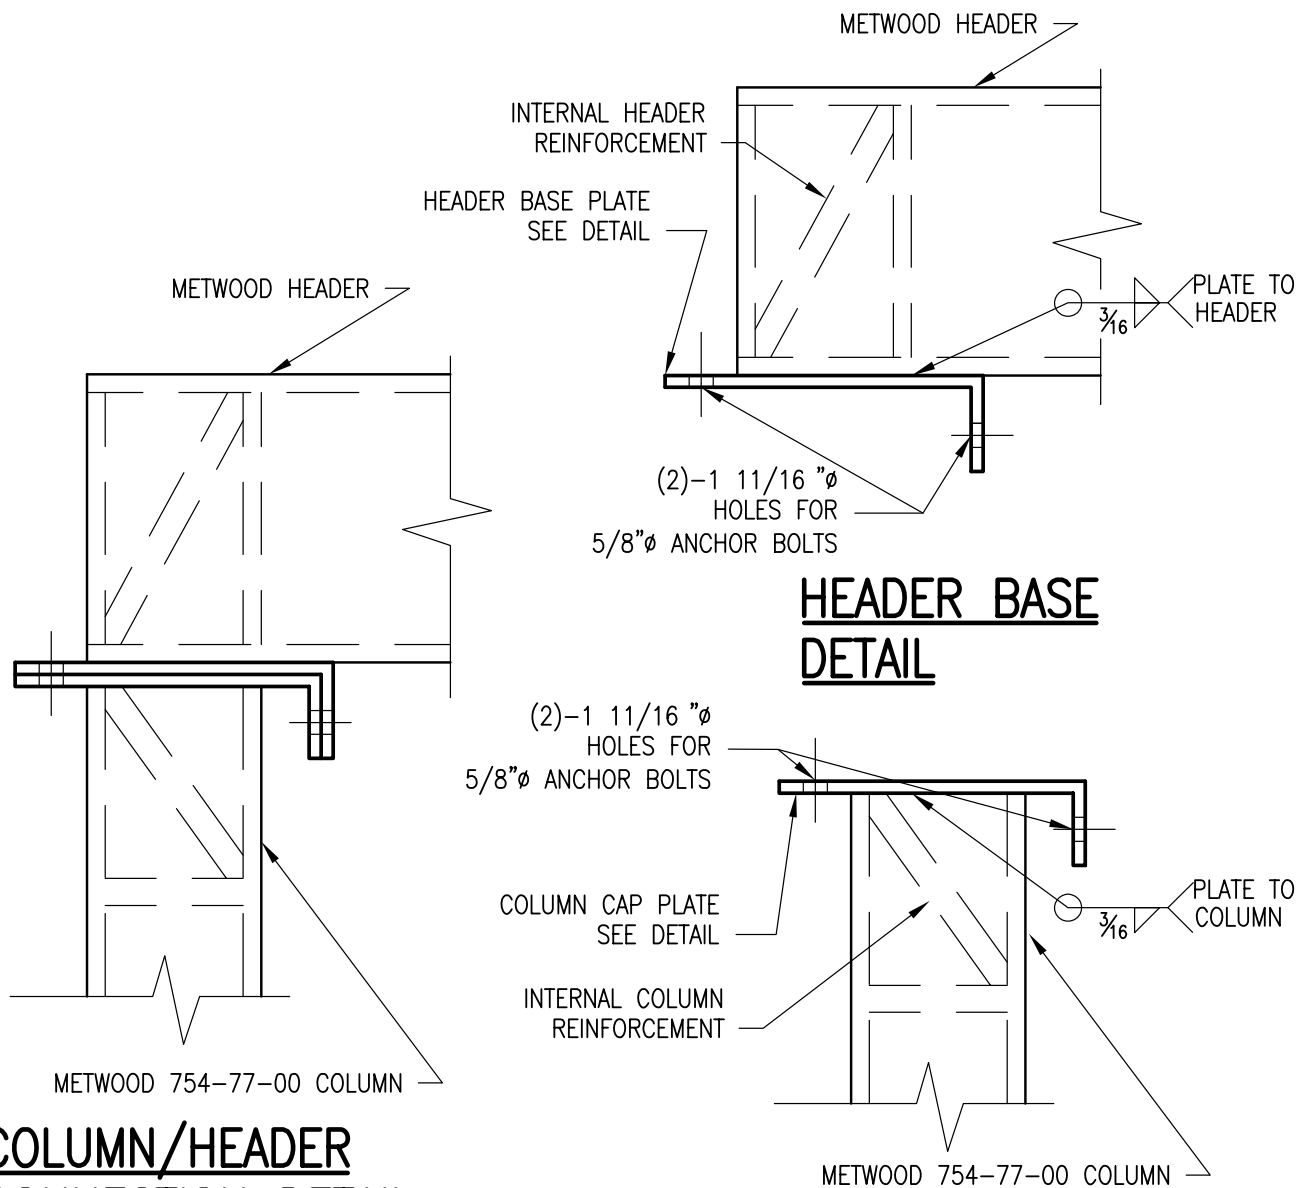 METWOOD HEADER
INTERNAL HEADER
REINFORCEMENT
HEADER BASE PLATE
SEE DETAIL
PLATE TO
HEADER
3/16
(2)-1 11/16 "ø
HOLES FOR
5/8"ø ANCHOR BOLTS
HEADER BASE
DETAIL
METWOOD HEADER
METWOOD 754-77-00 COLUMN
COLUMN/HEADER
(2)-1 11/16 "ø
HOLES FOR
5/8"ø ANCHOR BOLTS
COLUMN CAP PLATE
SEE DETAIL
INTERNAL COLUMN
REINFORCEMENT
PLATE TO
COLUMN
3/16
METWOOD 754-77-00 COLUMN